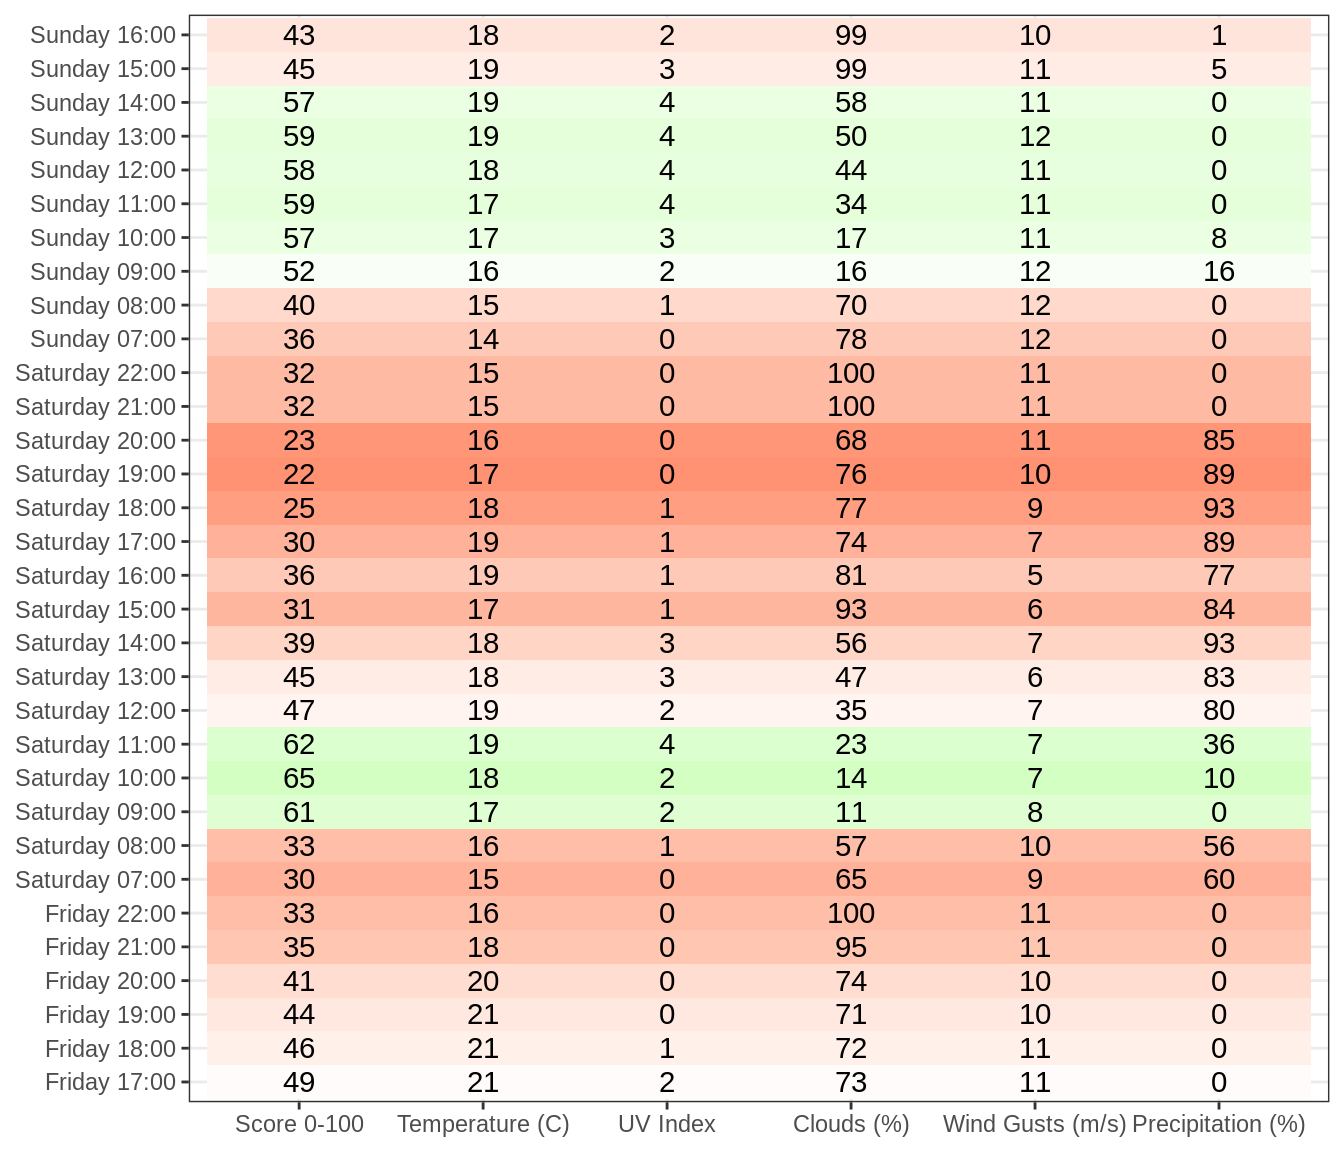 Sunday 16:00 43 18 2 99 10 1
Sunday 15:00 45 19 3 99 11 5
Sunday 14:00 57 19 4 58 11 0
Sunday 13:00 59 19 4 50 12 0
Sunday 12:00 58 18 4 44 11 0
Sunday 11:00 59 17 4 34 11 0
Sunday 10:00 57 17 3 17 11 8
Sunday 09:00 52 16 2 16 12 16
Sunday 08:00 40 15 1 70 12 0
Sunday 07:00 36 14 0 78 12 0
Saturday 22:00 32 15 0 100 11 0
Saturday 21:00 32 15 0 100 11 0
Saturday 20:00 23 16 0 68 11 85
Saturday 19:00 22 17 0 76 10 89
Saturday 18:00 25 18 1 77 9 93
Saturday 17:00 30 19 1 74 7 89
Saturday 16:00 36 19 1 81 5 77
Saturday 15:00 31 17 1 93 6 84
Saturday 14:00 39 18 3 56 7 93
Saturday 13:00 45 18 3 47 6 83
Saturday 12:00 47 19 2 35 7 80
Saturday 11:00 62 19 4 23 7 36
Saturday 10:00 65 18 2 14 7 10
Saturday 09:00 61 17 2 11 8 0
Saturday 08:00 33 16 1 57 10 56
Saturday 07:00 30 15 0 65 9 60
Friday 22:00 33 16 0 100 11 0
Friday 21:00 35 18 0 95 11 0
Friday 20:00 41 20 0 74 10 0
Friday 19:00 44 21 0 71 10 0
Friday 18:00 46 21 1 72 11 0
Friday 17:00 49 21 2 73 11 0
Score 0-100 Temperature (C) UV Index Clouds (%) Wind Gusts (m/s) Precipitation (%)